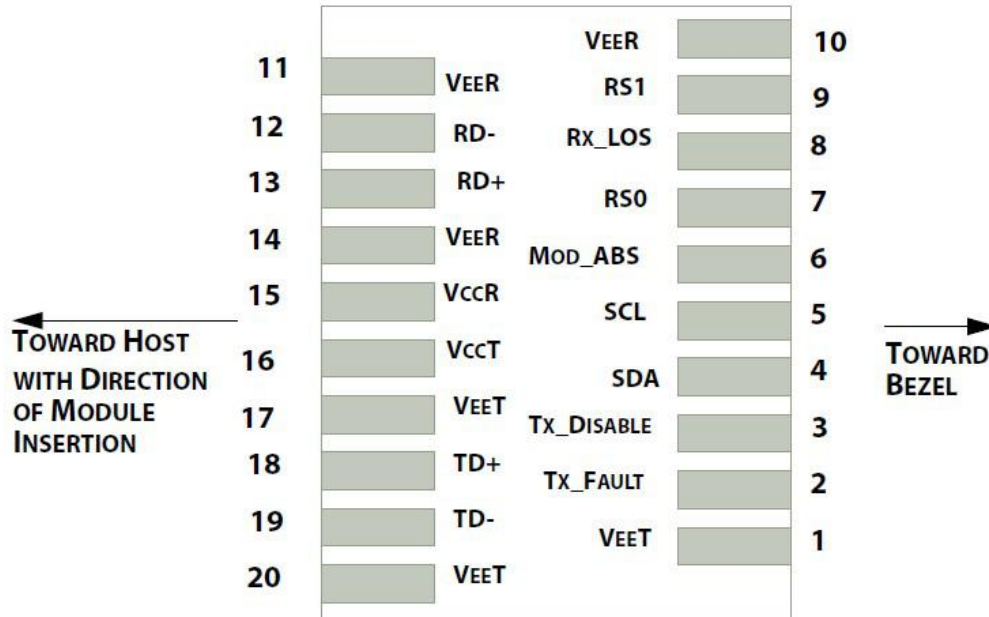 VEER 10
11 VEER
RS1 9
12 RD-
RX_LOS 8
13 RD+
RS0 7
14 VEER
MOD_ABS 6
15 VCCR
SCL 5
TOWARD HOST
WITH DIRECTION
OF MODULE
INSERTION
TOWARD
BEZEL
16 VCCT
SDA 4
17 VEET
TX_DISABLE 3
18 TD+
TX_FAULT 2
19 TD-
VEET 1
20 VEET